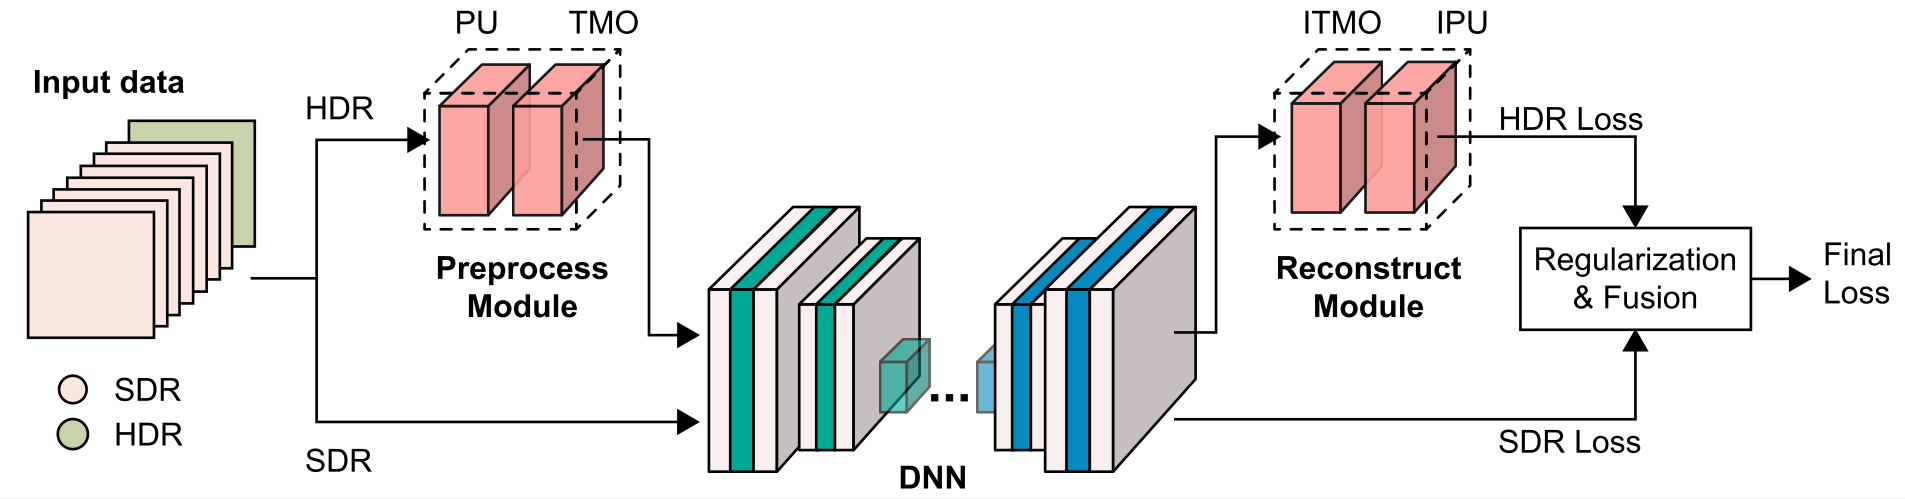 Input data
SDR
HDR
HDR
SDR
PU
TMO
Preprocess
Module
DNN
ITMO
IPU
Reconstruct
Module
HDR Loss
SDR Loss
Regularization
& Fusion
Final
Loss